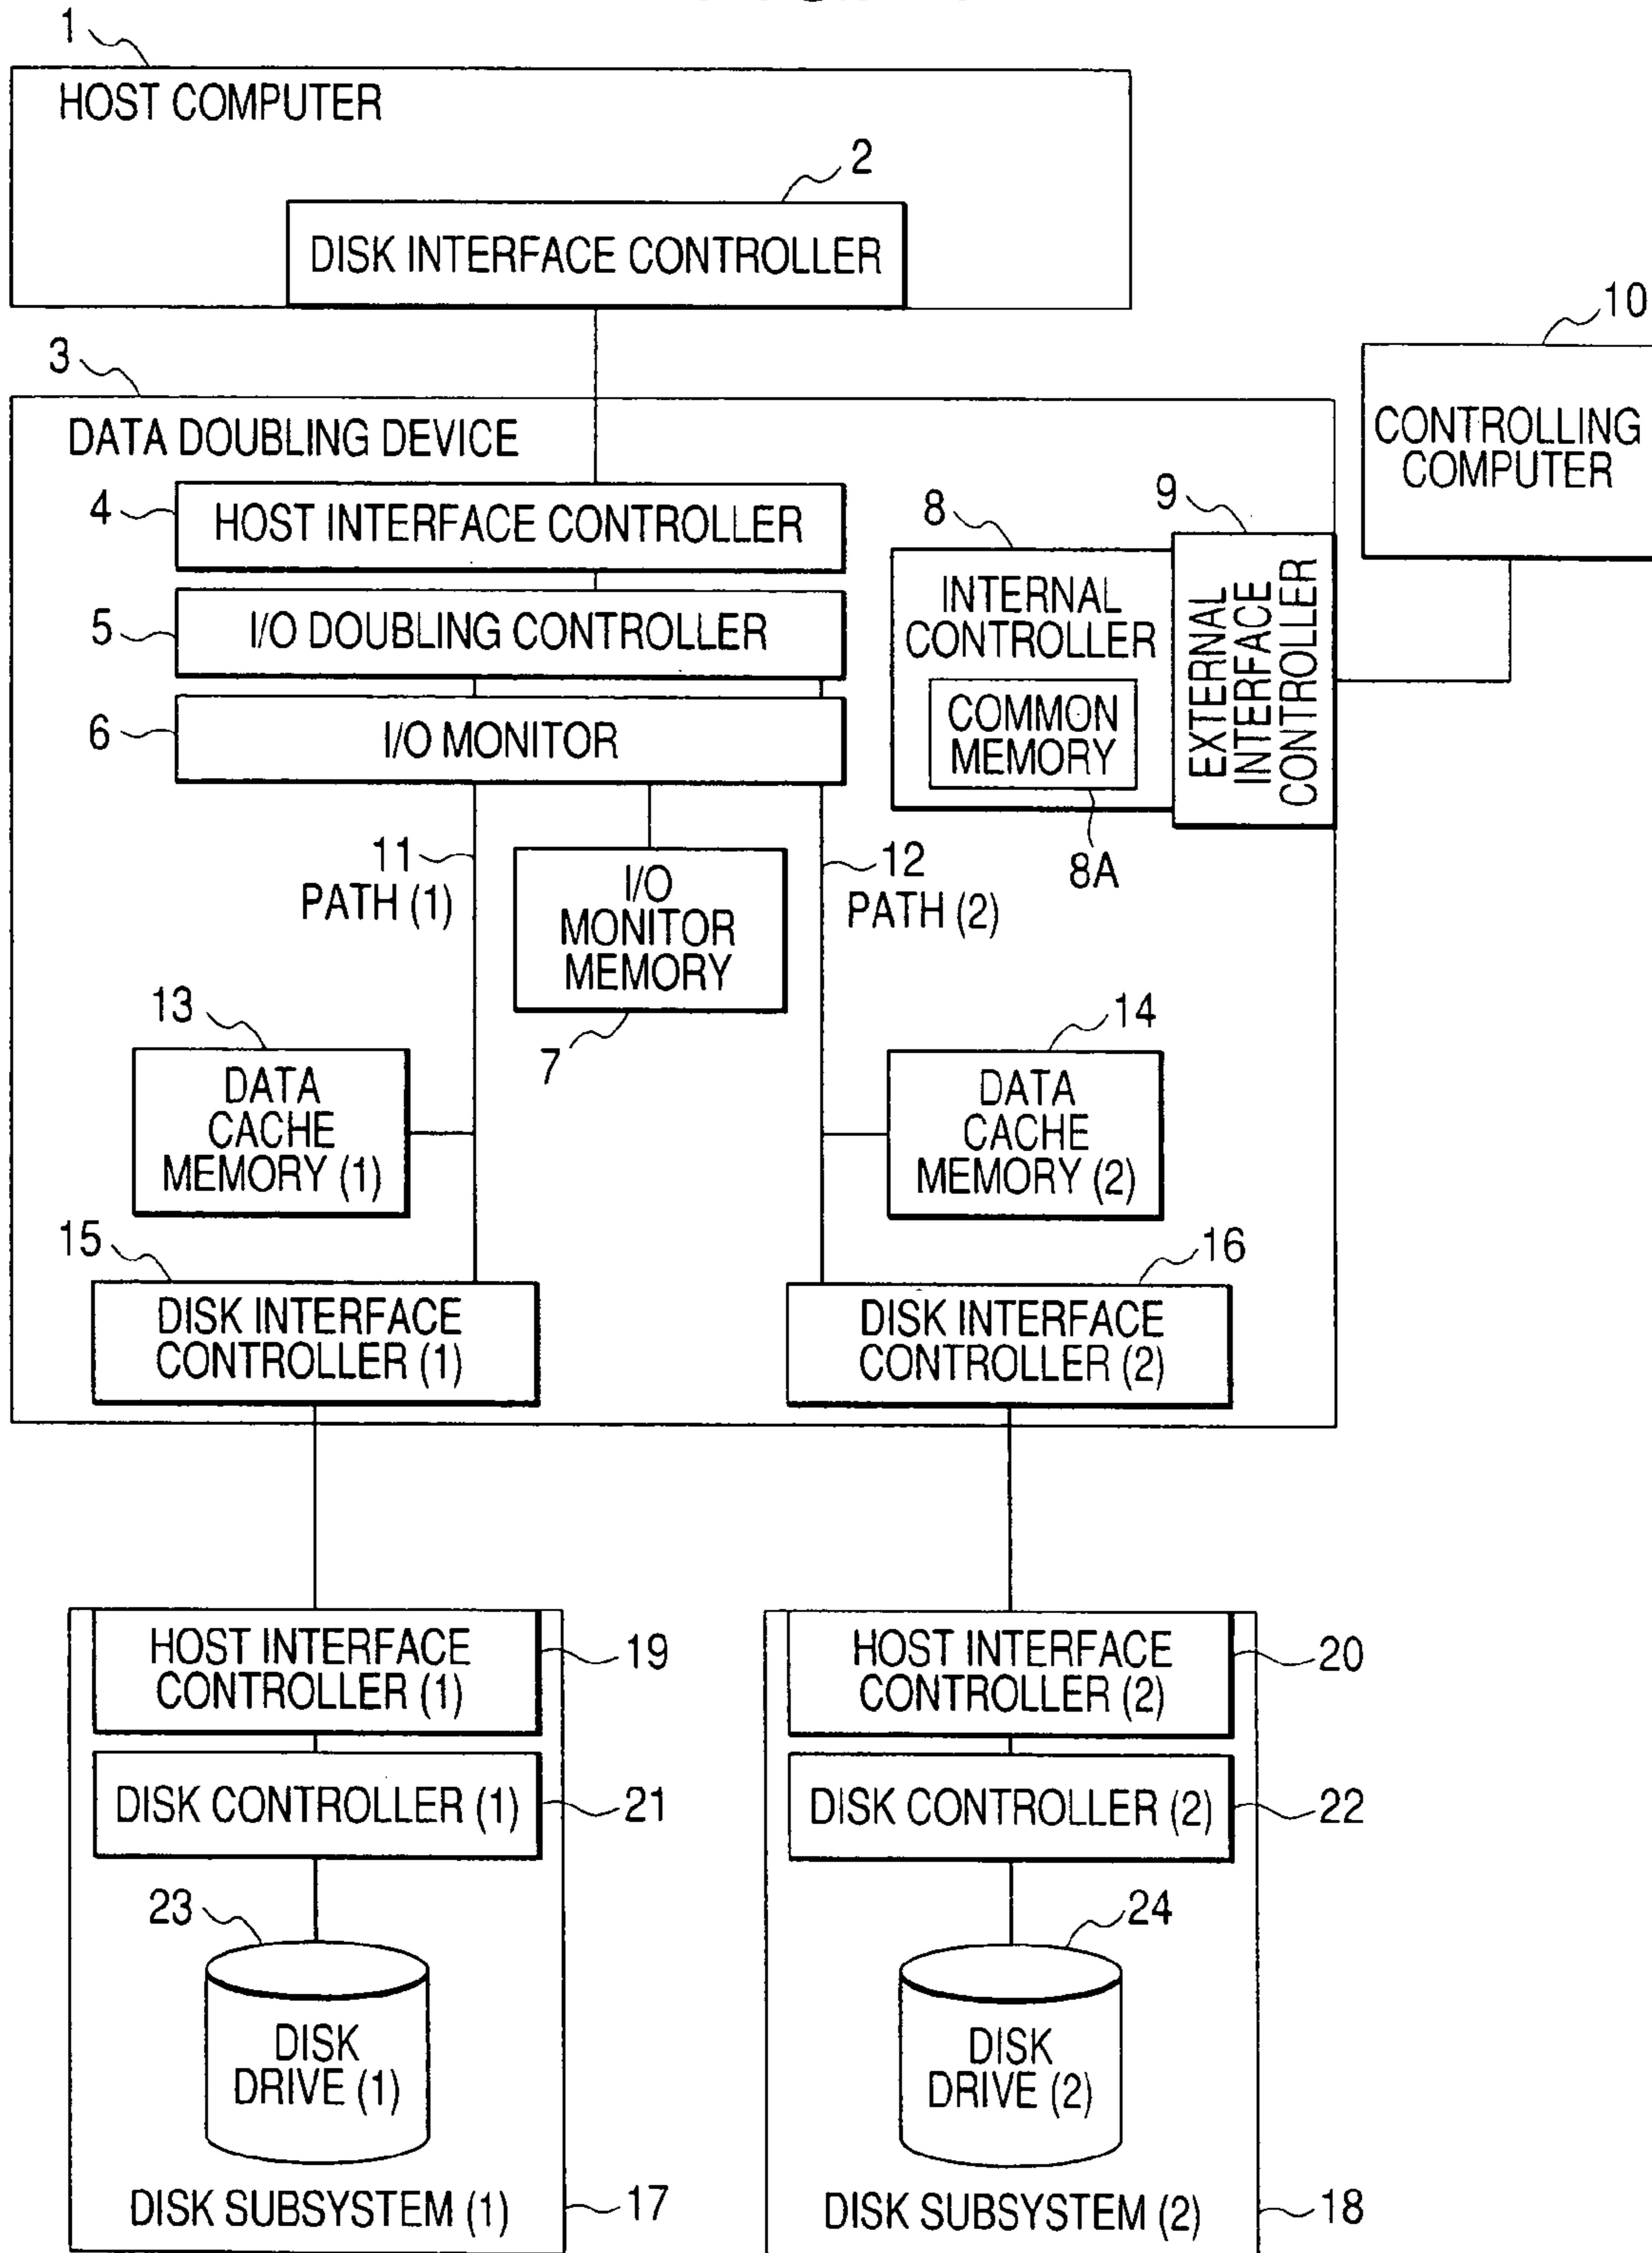 1
HOST COMPUTER
2
DISK INTERFACE CONTROLLER
10
CONTROLLING
COMPUTER
3
DATA DOUBLING DEVICE
4
HOST INTERFACE CONTROLLER
5
I/O DOUBLING CONTROLLER
6
I/O MONITOR
8
INTERNAL
CONTROLLER
COMMON
MEMORY
8A
9
EXTERNAL
INTERFACE
CONTROLLER
11
PATH (1)
I/O
MONITOR
MEMORY
7
12
PATH (2)
13
DATA
CACHE
MEMORY (1)
14
DATA
CACHE
MEMORY (2)
15
DISK INTERFACE
CONTROLLER (1)
16
DISK INTERFACE
CONTROLLER (2)
HOST INTERFACE
CONTROLLER (1)
19
HOST INTERFACE
CONTROLLER (2)
20
DISK CONTROLLER (1)
21
DISK CONTROLLER (2)
22
23
DISK
DRIVE (1)
24
DISK
DRIVE (2)
DISK SUBSYSTEM (1)
17
DISK SUBSYSTEM (2)
18